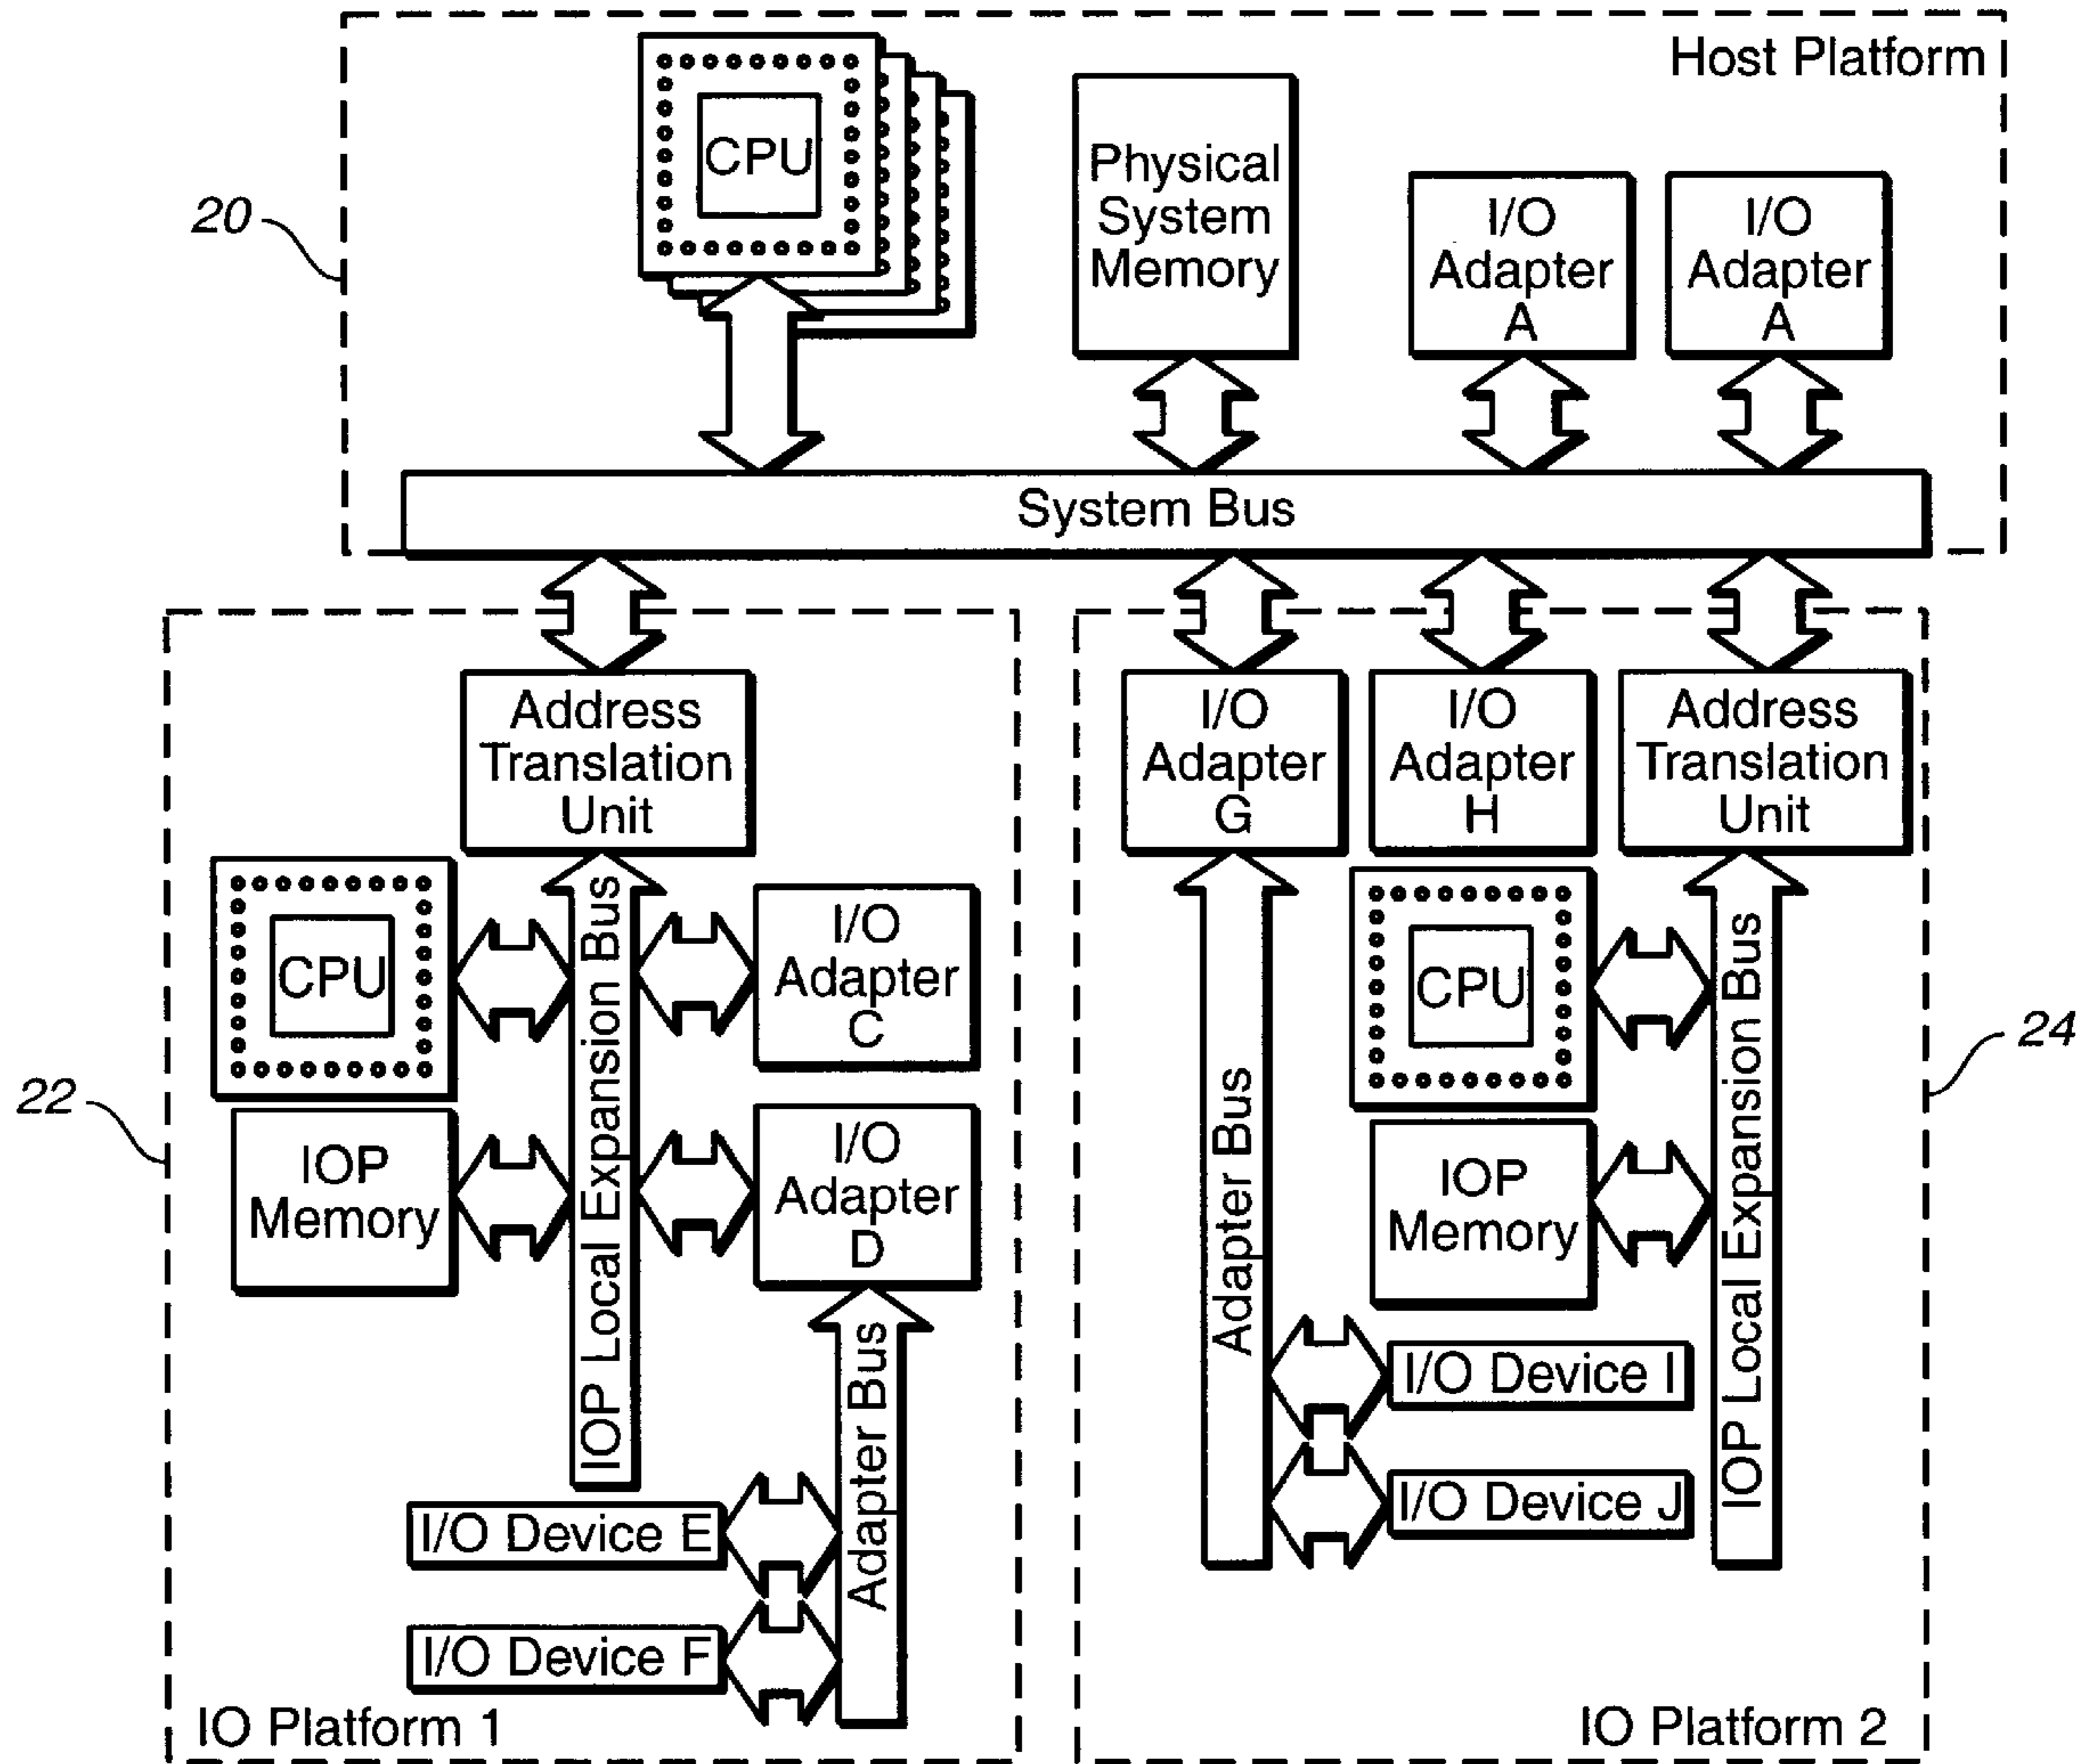 Host Platform
CPU
Physical
System
Memory
I/O
Adapter
A
I/O
Adapter
A
20
System Bus
Address
Translation
Unit
CPU
IOP Local Expansion Bus
I/O
Adapter
C
22
IOP
Memory
I/O
Adapter
D
Adapter Bus
I/O Device E
I/O Device F
IO Platform 1
I/O
Adapter
G
I/O
Adapter
H
Address
Translation
Unit
CPU
24
Adapter Bus
IOP
Memory
IOP Local Expansion Bus
I/O Device I
I/O Device J
IO Platform 2